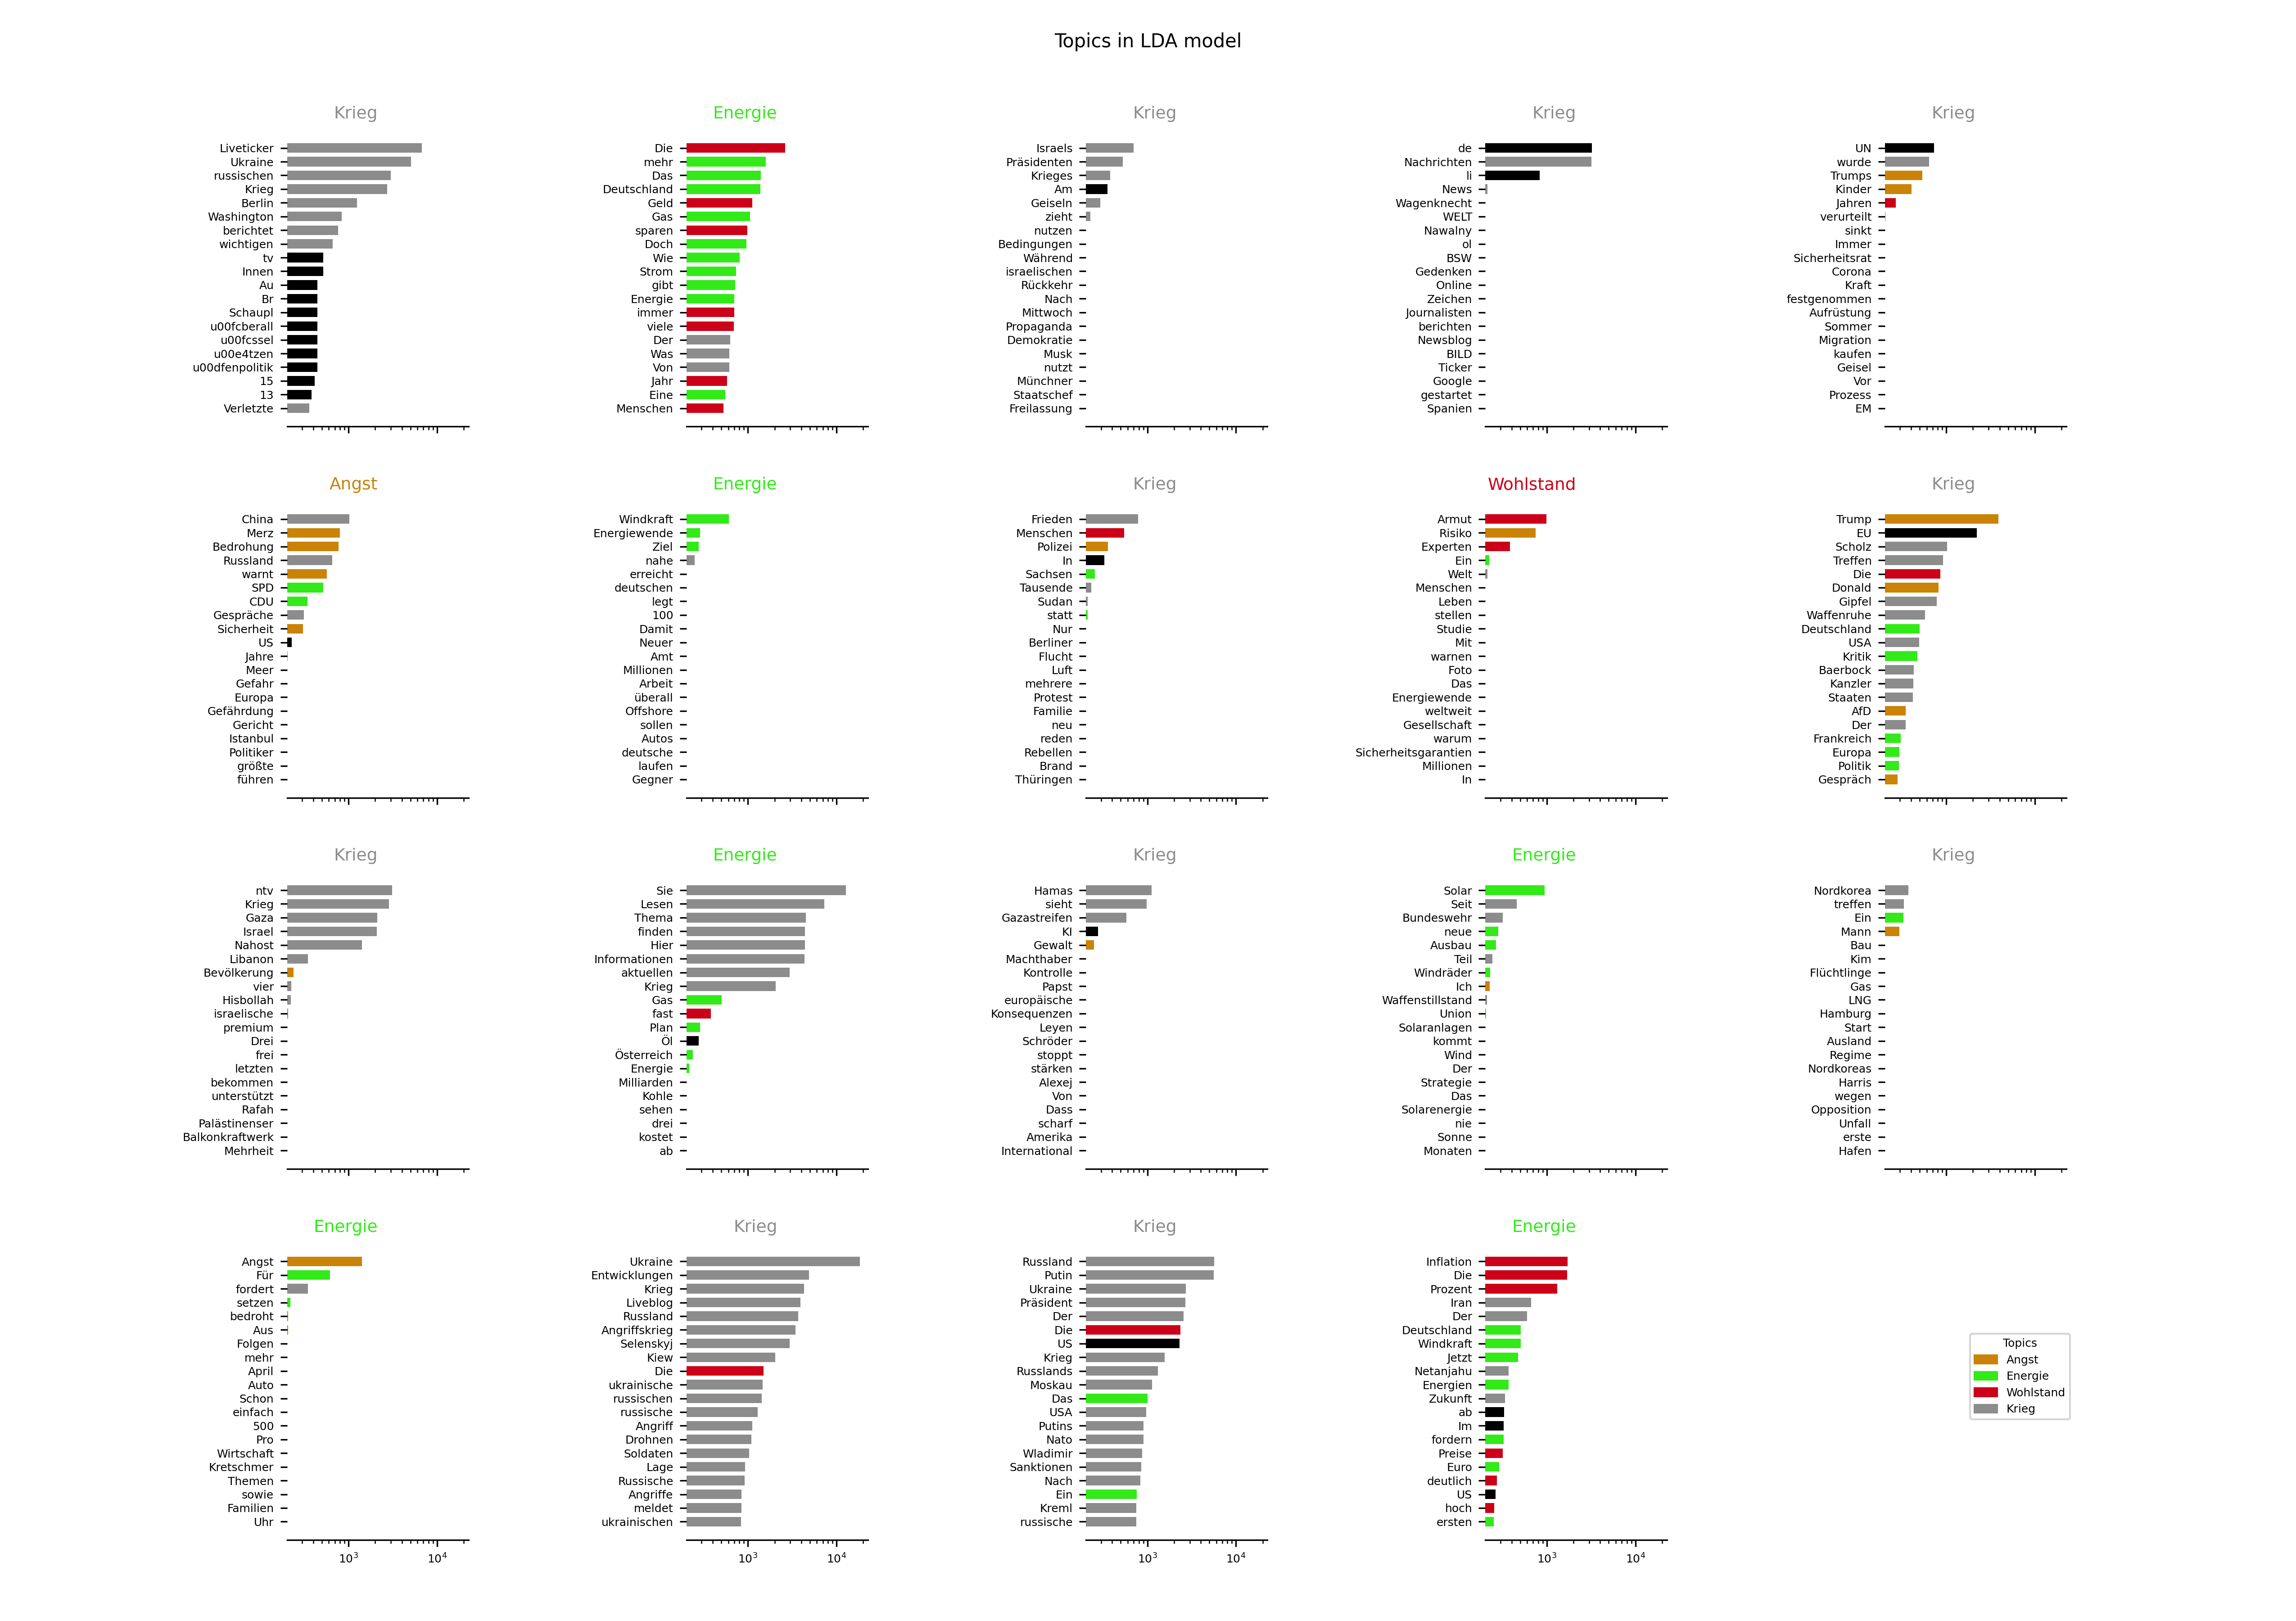 Topics in LDA model
Krieg
Liveticker
Ukraine
russischen
Krieg
Berlin
Washington
berichtet
wichtigen
tv
Innen
Au
Br
Schaupl
u00fcberall
u00fcssel
u00e4tzen
u00dfenpolitik
15
13
Verletzte
Energie
Die
mehr
Das
Deutschland
Geld
Gas
sparen
Doch
Wie
Strom
gibt
Energie
immer
viele
Der
Was
Von
Jahr
Eine
Menschen
Krieg
Israels
Präsidenten
Krieges
Am
Geiseln
zieht
nutzen
Bedingungen
Während
israelischen
Rückkehr
Nach
Mittwoch
Propaganda
Demokratie
Musk
nutzt
Münchner
Staatschef
Freilassung
Krieg
de
Nachrichten
li
News
Wagenknecht
WELT
Nawalny
ol
BSW
Gedenken
Online
Zeichen
Journalisten
berichten
Newsblog
BILD
Ticker
Google
gestartet
Spanien
Krieg
UN
wurde
Trumps
Kinder
Jahren
verurteilt
sinkt
Immer
Sicherheitsrat
Corona
Kraft
festgenommen
Aufrüstung
Sommer
Migration
kaufen
Geisel
Vor
Prozess
EM
Angst
China
Merz
Bedrohung
Russland
warnt
SPD
CDU
Gespräche
Sicherheit
US
Jahre
Meer
Gefahr
Europa
Gefährdung
Gericht
Istanbul
Politiker
größte
führen
Energie
Windkraft
Energiewende
Ziel
nahe
erreicht
deutschen
legt
100
Damit
Neuer
Amt
Millionen
Arbeit
überall
Offshore
sollen
Autos
deutsche
laufen
Gegner
Krieg
Frieden
Menschen
Polizei
In
Sachsen
Tausende
Sudan
statt
Nur
Berliner
Flucht
Luft
mehrere
Protest
Familie
neu
reden
Rebellen
Brand
Thüringen
Wohlstand
Armut
Risiko
Experten
Ein
Welt
Menschen
Leben
stellen
Studie
Mit
warnen
Foto
Das
Energiewende
weltweit
Gesellschaft
warum
Sicherheitsgarantien
Millionen
In
Krieg
Trump
EU
Scholz
Treffen
Die
Donald
Gipfel
Waffenruhe
Deutschland
USA
Kritik
Baerbock
Kanzler
Staaten
AfD
Der
Frankreich
Europa
Politik
Gespräch
Krieg
ntv
Krieg
Gaza
Israel
Nahost
Libanon
Bevölkerung
vier
Hisbollah
israelische
premium
Drei
frei
letzten
bekommen
unterstützt
Rafah
Palästinenser
Balkonkraftwerk
Mehrheit
Energie
Sie
Lesen
Thema
finden
Hier
Informationen
aktuellen
Krieg
Gas
fast
Plan
Öl
Österreich
Energie
Milliarden
Kohle
sehen
drei
kostet
ab
Krieg
Hamas
sieht
Gazastreifen
KI
Gewalt
Machthaber
Kontrolle
Papst
europäische
Konsequenzen
Leyen
Schröder
stoppt
stärken
Alexej
Von
Dass
scharf
Amerika
International
Energie
Solar
Seit
Bundeswehr
neue
Ausbau
Teil
Windräder
Ich
Waffenstillstand
Union
Solaranlagen
kommt
Wind
Der
Strategie
Das
Solarenergie
nie
Sonne
Monaten
Krieg
Nordkorea
treffen
Ein
Mann
Bau
Kim
Flüchtlinge
Gas
LNG
Hamburg
Start
Ausland
Regime
Nordkoreas
Harris
wegen
Opposition
Unfall
erste
Hafen
Energie
Angst
Für
fordert
setzen
bedroht
Aus
Folgen
mehr
April
Auto
Schon
einfach
500
Pro
Wirtschaft
Kretschmer
Themen
sowie
Familien
Uhr
10³ 10⁴
Krieg
Ukraine
Entwicklungen
Krieg
Liveblog
Russland
Angriffskrieg
Selenskyj
Kiew
Die
ukrainische
russischen
russische
Angriff
Drohnen
Soldaten
Lage
Russische
Angriffe
meldet
ukrainischen
10³ 10⁴
Krieg
Russland
Putin
Ukraine
Präsident
Der
Die
US
Krieg
Russlands
Moskau
Das
USA
Putins
Nato
Wladimir
Sanktionen
Nach
Ein
Kreml
russische
10³ 10⁴
Energie
Inflation
Die
Prozent
Iran
Der
Deutschland
Windkraft
Jetzt
Netanjahu
Energien
Zukunft
ab
Im
fordern
Preise
Euro
deutlich
US
hoch
ersten
10³ 10⁴
Topics
Angst
Energie
Wohlstand
Krieg